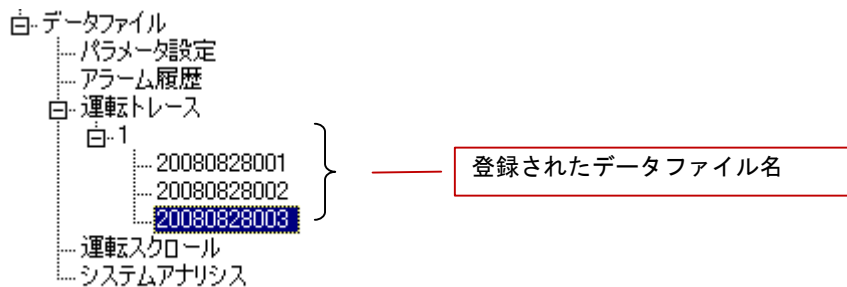 データファイル
パラメータ設定
アラーム履歴
運転トレース
1
20080828001
20080828002
20080828003
登録されたデータファイル名
運転スクロール
システムアナリシス